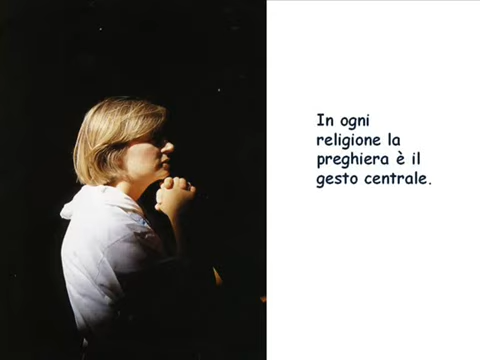 In ogni
religione la
preghiera è il
gesto centrale.